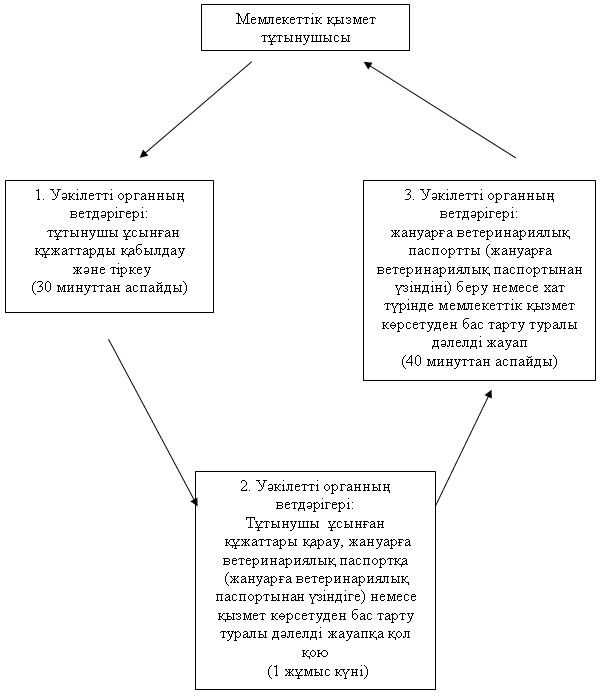 Мемлекеттік қызмет
тұтынушысы
1. Уәкілетті органның
ветдәрігері:
тұтынушы ұсынған
құжаттарды қабылдау
және тіркеу
(30 минуттан аспайды)
3. Уәкілетті органның
ветдәрігері:
жануарға ветеринариялық
паспортты (жануарға
ветеринариялық паспортынан
үзіндіні) беру немесе хат
түрінде мемлекеттік қызмет
көрсетуден бас тарту туралы
дәлелді жауап
(40 минуттан аспайды)
2. Уәкілетті органның
ветдәрігері:
Тұтынушы ұсынған
құжаттары қарау, жануарға
ветеринариялық паспортқа
(жануарға ветеринариялық
паспортынан үзіндіге) немесе
қызмет көрсетуден бас тарту
туралы дәлелді жауапқа қол
қою
(1 жұмыс күні)